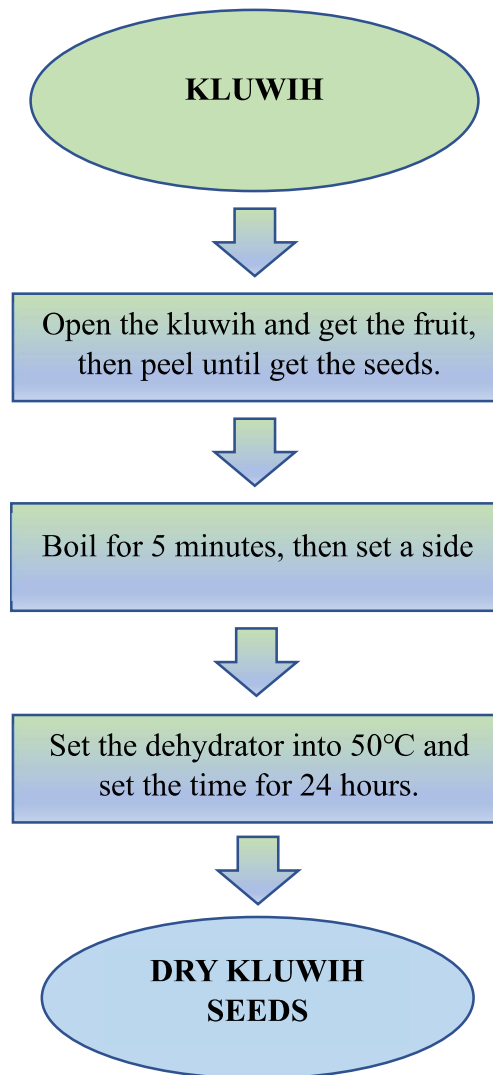 KLUWIH
Open the kluwih and get the fruit,
then peel until get the seeds.
Boil for 5 minutes, then set a side
Set the dehydrator into 50℃ and
set the time for 24 hours.
DRY KLUWIH
SEEDS